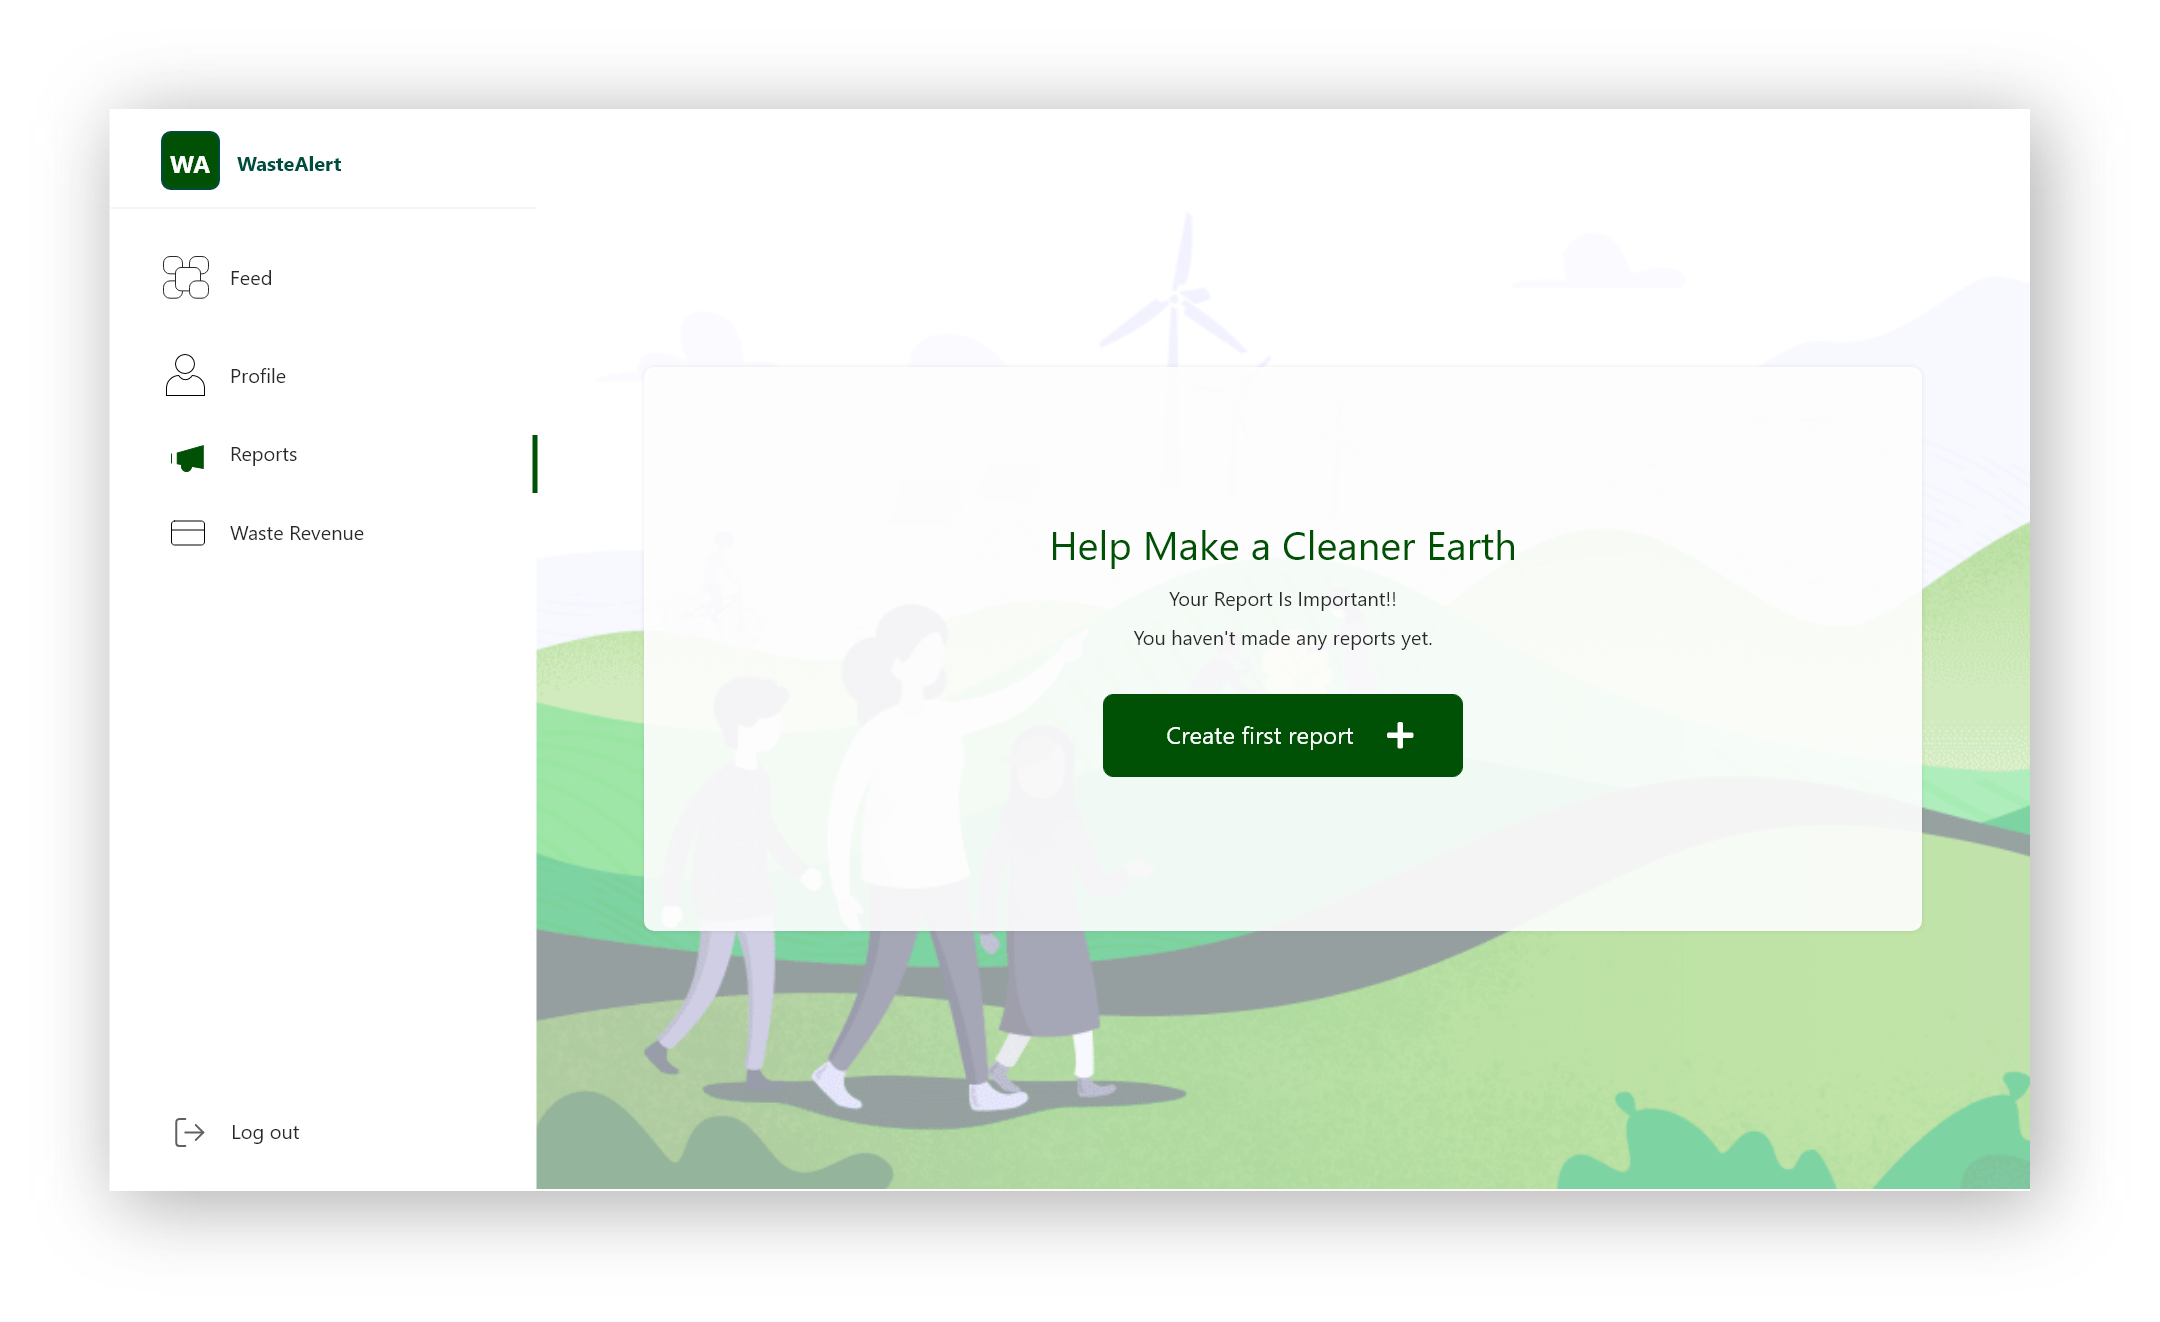 WA
WasteAlert
Feed
Profile
Reports
Waste Revenue
Log out
Help Make a Cleaner Earth
Your Report Is Important!!
You haven't made any reports yet.
Create first report